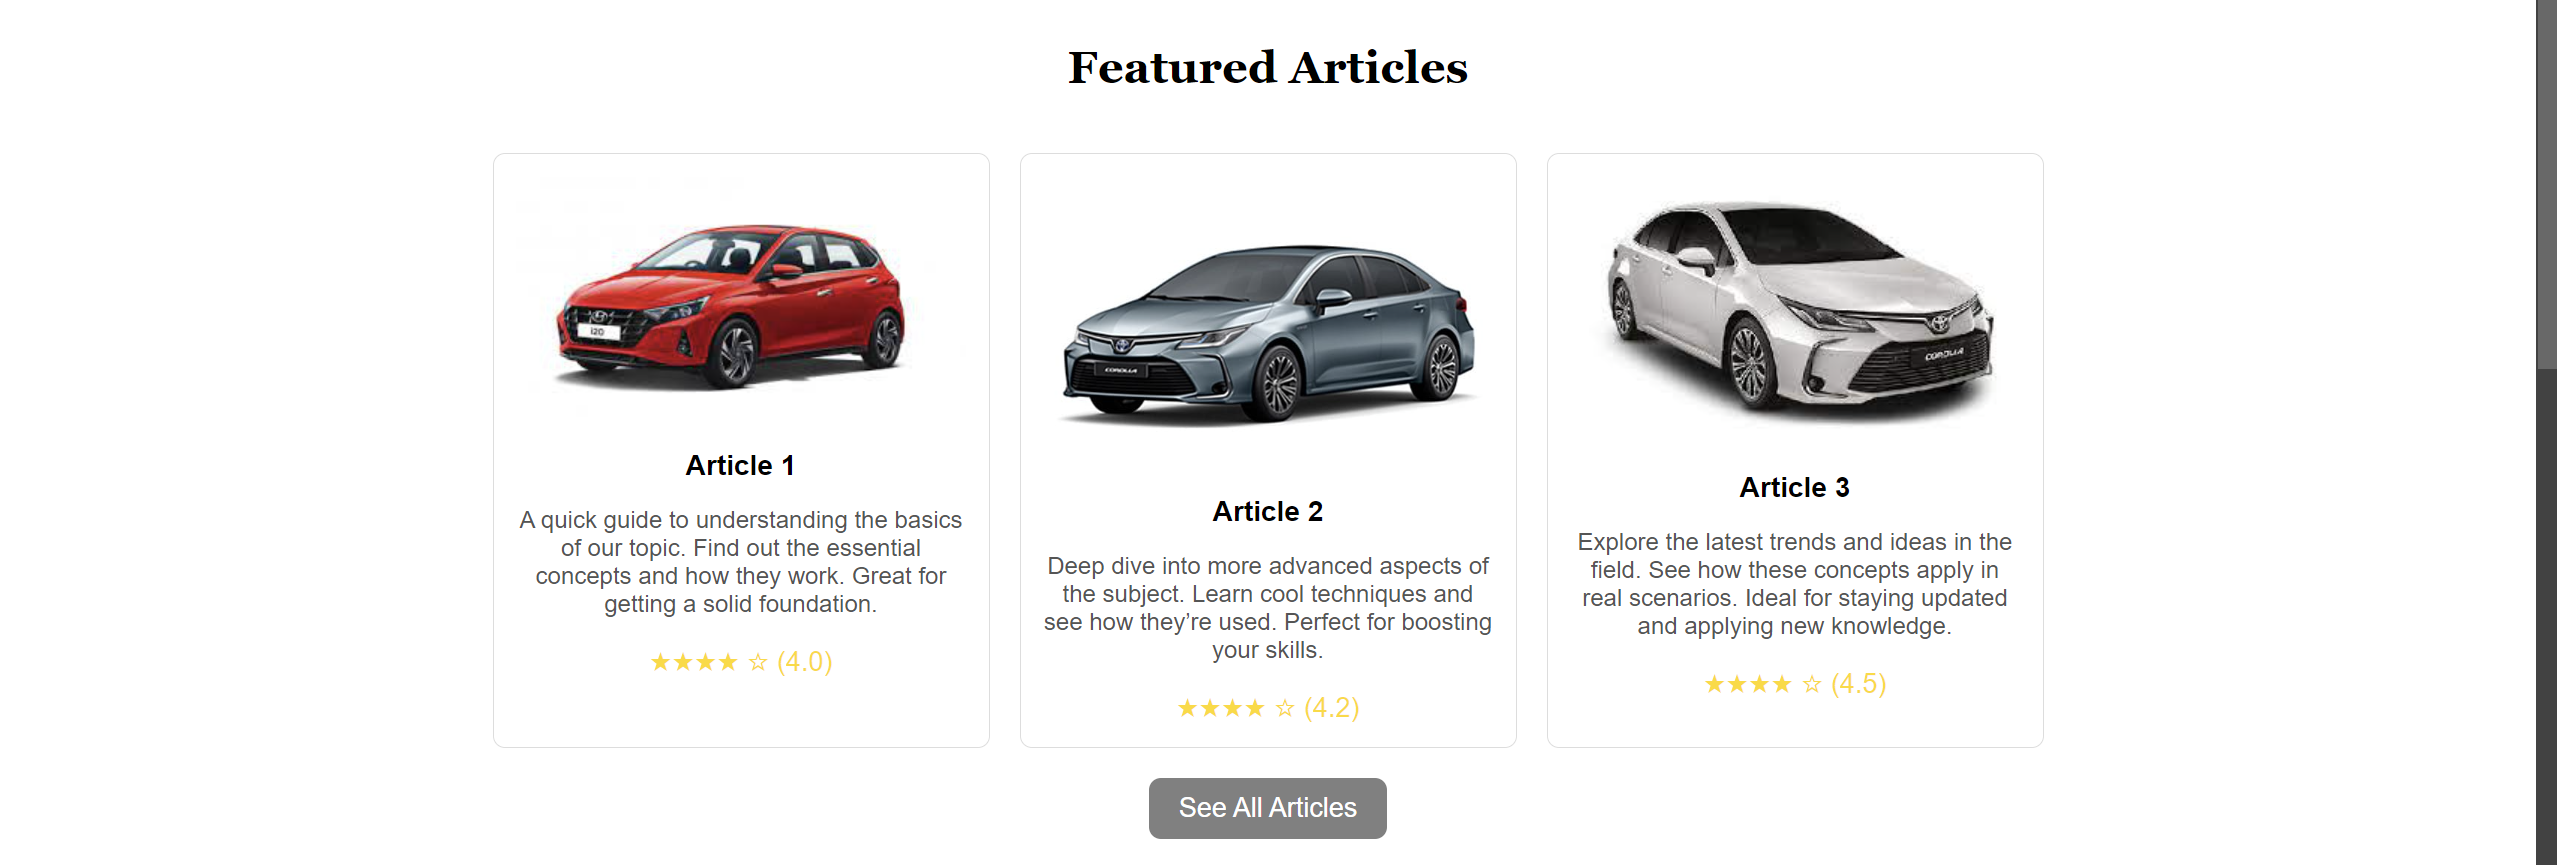 Featured Articles
i20
COROLLA
COROLLA
Article 1
A quick guide to understanding the basics
of our topic. Find out the essential
concepts and how they work. Great for
getting a solid foundation.
★★★★ ☆ (4.0)
Article 2
Deep dive into more advanced aspects of
the subject. Learn cool techniques and
see how they’re used. Perfect for boosting
your skills.
★★★★ ☆ (4.2)
Article 3
Explore the latest trends and ideas in the
field. See how these concepts apply in
real scenarios. Ideal for staying updated
and applying new knowledge.
★★★★ ☆ (4.5)
See All Articles